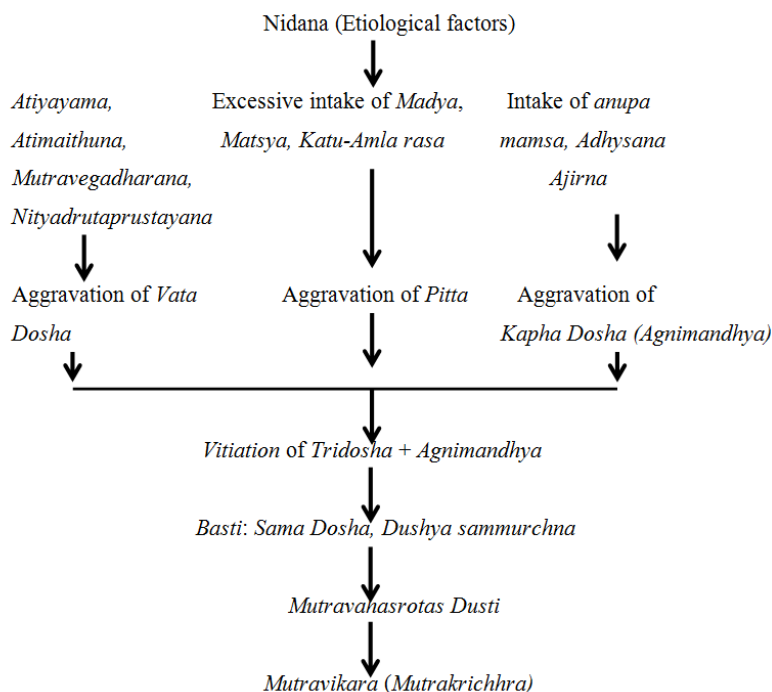 Nidana (Etiological factors)
Atiyayama,
Atimaithuna,
Mutravegadharana,
Nityadrutaprustayana
Excessive intake of Madya,
Matsya, Katu-Amla rasa
Intake of anupa
mamsa, Adhysana
Ajirna
Aggravation of Vata
Dosha
Aggravation of Pitta
Aggravation of
Kapha Dosha (Agnimandhya)
Vitiation of Tridosha + Agnimandhya
Basti: Sama Dosha, Dushya sammurchna
Mutravahasrotas Dusti
Mutravikara (Mutrakrichhra)